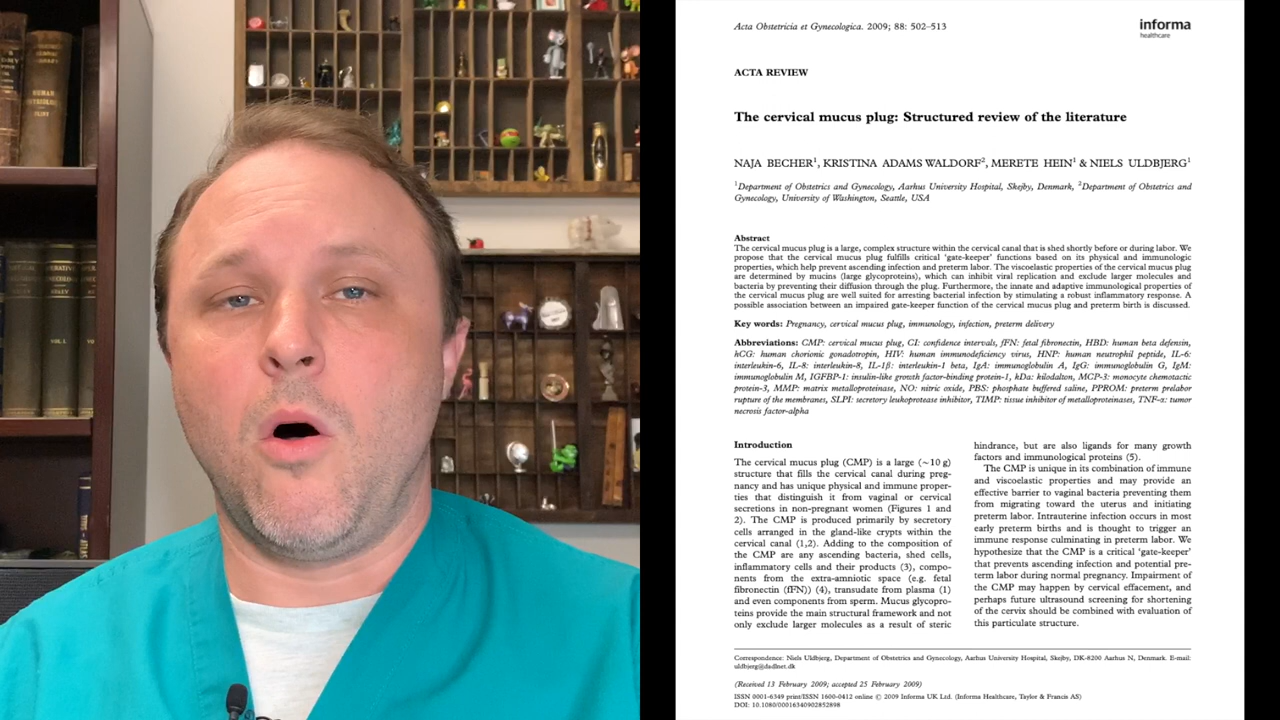 HUMAN
VOL. I.
Acta Obstetricia et Gynecologica. 2009; 88: 502–513
informa
healthcare
ACTA REVIEW
The cervical mucus plug: Structured review of the literature
NAJA BECHER1, KRISTINA ADAMS WALDORF2, MERETE HEIN1 & NIELS ULDBJERG1
1Department of Obstetrics and Gynecology, Aarhus University Hospital, Skejby, Denmark, 2Department of Obstetrics and
Gynecology, University of Washington, Seattle, USA
Abstract
The cervical mucus plug is a large, complex structure within the cervical canal that is shed shortly before or during labor. We
propose that the cervical mucus plug fulfills critical ‘gate-keeper’ functions based on its physical and immunologic
properties, which help prevent ascending infection and preterm labor. The viscoelastic properties of the cervical mucus plug
are determined by mucins (large glycoproteins), which can inhibit viral replication and exclude larger molecules and
bacteria by preventing their diffusion through the plug. Furthermore, the innate and adaptive immunological properties of
the cervical mucus plug are well suited for arresting bacterial infection by stimulating a robust inflammatory response. A
possible association between an impaired gate-keeper function of the cervical mucus plug and preterm birth is discussed.
Key words: Pregnancy, cervical mucus plug, immunology, infection, preterm delivery
Abbreviations: CMP: cervical mucus plug, CI: confidence intervals, fFN: fetal fibronectin, HBD: human beta defensin,
hCG: human chorionic gonadotropin, HIV: human immunodeficiency virus, HNP: human neutrophil peptide, IL-6:
interleukin-6, IL-8: interleukin-8, IL-1β: interleukin-1 beta, IgA: immunoglobulin A, IgG: immunoglobulin G, IgM:
immunoglobulin M, IGFBP-1: insulin-like growth factor-binding protein-1, kDa: kilodalton, MCP-3: monocyte chemotactic
protein-3, MMP: matrix metalloproteinase, NO: nitric oxide, PBS: phosphate buffered saline, PPROM: preterm prelabor
rupture of the membranes, SLPI: secretory leukoprotease inhibitor, TIMP: tissue inhibitor of metalloproteinases, TNF-α: tumor
necrosis factor-alpha
Introduction
The cervical mucus plug (CMP) is a large (~10 g)
structure that fills the cervical canal during preg-
nancy and has unique physical and immune proper-
ties that distinguish it from vaginal or cervical
secretions in non-pregnant women (Figures 1 and
2). The CMP is produced primarily by secretory
cells arranged in the gland-like crypts within the
cervical canal (1,2). Adding to the composition of
the CMP are any ascending bacteria, shed cells,
inflammatory cells and their products (3), compo-
nents from the extra-amniotic space (e.g. fetal
fibronectin (fFN)) (4), transudate from plasma (1)
and even components from sperm. Mucus glycopro-
teins provide the main structural framework and not
only exclude larger molecules as a result of steric
hindrance, but are also ligands for many growth
factors and immunological proteins (5).
The CMP is unique in its combination of immune
and viscoelastic properties and may provide an
effective barrier to vaginal bacteria preventing them
from migrating toward the uterus and initiating
preterm labor. Intrauterine infection occurs in most
early preterm births and is thought to trigger an
immune response culminating in preterm labor. We
hypothesize that the CMP is a critical ‘gate-keeper’
that prevents ascending infection and potential pre-
term labor during normal pregnancy. Impairment of
the CMP may happen by cervical effacement, and
perhaps future ultrasound screening for shortening
of the cervix should be combined with evaluation of
this particulate structure.
Correspondence: Niels Uldbjerg, Department of Obstetrics and Gynecology, Aarhus University Hospital, Skejby, DK-8200 Aarhus N, Denmark. E-mail:
uldbjerg@dadlnet.dk
(Received 13 February 2009; accepted 25 February 2009)
ISSN 0001-6349 print/ISSN 1600-0412 online © 2009 Informa UK Ltd. (Informa Healthcare, Taylor & Francis AS)
DOI: 10.1080/00016340902852898